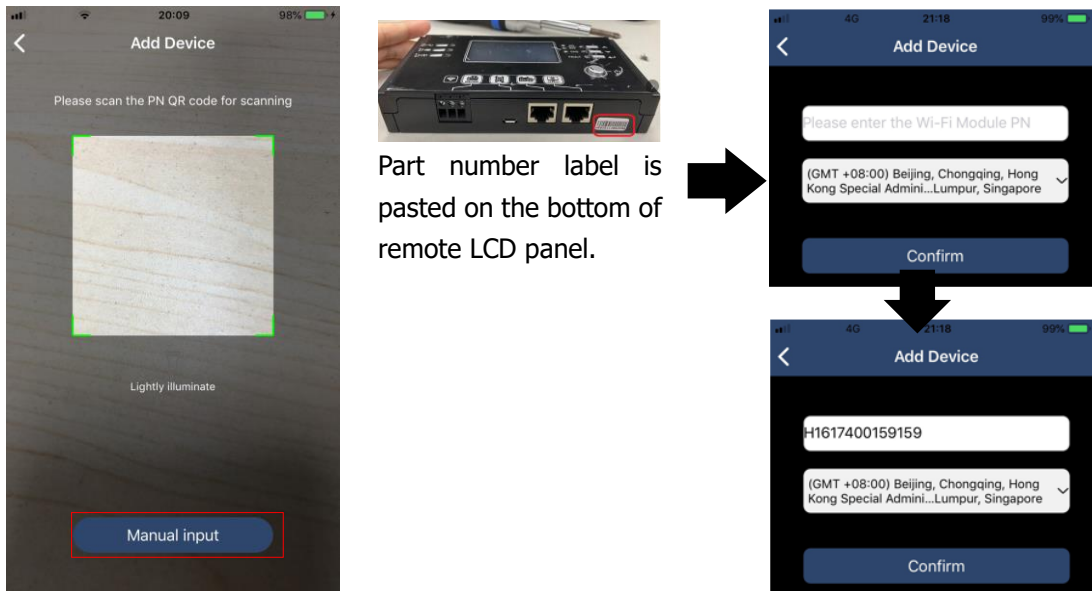 20:09
98%
Add Device
Please scan the PN QR code for scanning
Lightly illuminate
Manual input
Part number label is
pasted on the bottom of
remote LCD panel.
4G
21:18
99%
Add Device
Please enter the Wi-Fi Module PN
(GMT +08:00) Beijing, Chongqing, Hong
Kong Special Admini...Lumpur, Singapore
Confirm
4G
21:18
99%
Add Device
H1617400159159
(GMT +08:00) Beijing, Chongqing, Hong
Kong Special Admini...Lumpur, Singapore
Confirm